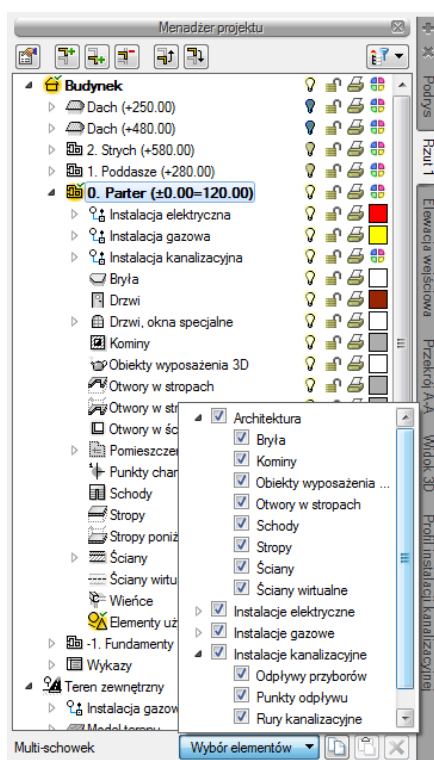 Menadżer projektu
Budynek
Dach (+250.00)
Dach (+480.00)
2. Strych (+580.00)
1. Poddasze (+280.00)
0. Parter (±0.00=120.00)
Instalacja elektryczna
Instalacja gazowa
Instalacja kanalizacyjna
Bryła
Drzwi
Drzwi, okna specjalne
Kominy
Obiekty wyposażenia 3D
Otwory w stropach
Otwory w str
Otwory w śc
Pomieszczer
Punkty char
Schody
Stropy
Stropy poniż
Ściany
Ściany wirtu
Wieńce
Elementy uż
-1. Fundamenty
Wykazy
Teren zewnętrzny
Instalacja gazow
Model terenu
Architektura
Bryła
Kominy
Obiekty wyposażenia ...
Otwory w stropach
Schody
Stropy
Ściany
Ściany wirtualne
Instalacje elektryczne
Instalacje gazowe
Instalacje kanalizacyjne
Odpływy przyborów
Punkty odpływu
Rury kanalizacyjne
Multi-schowek
Wybór elementów
Podrys
Rzut 1
Elewacja wejściowa
Przekrój A-A
Widok 3D
Profil instalacji kanalizacyjnej